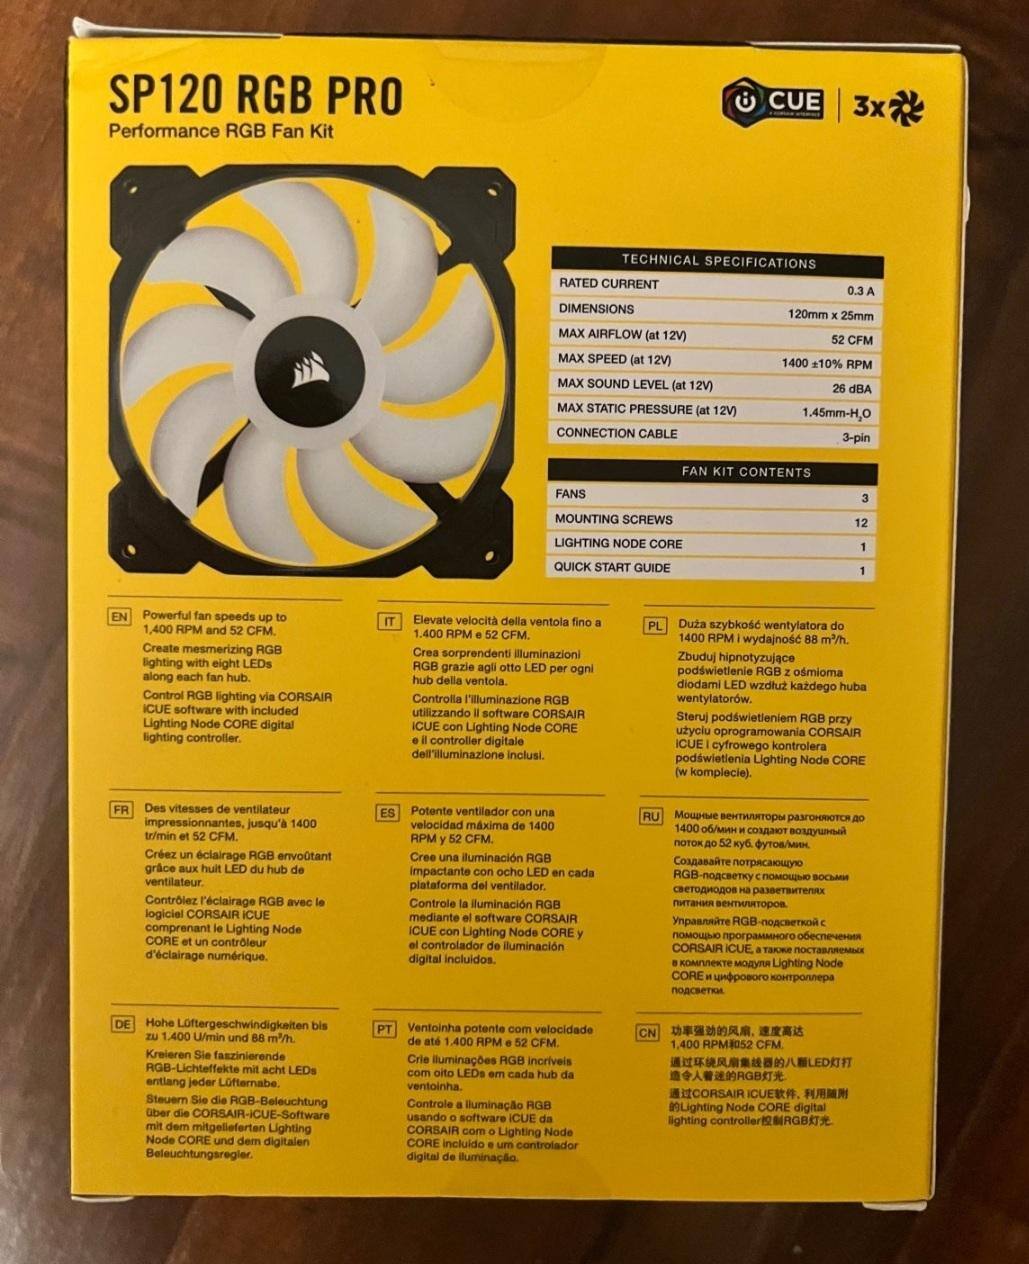 SP120 RGB PRO
Performance RGB Fan Kit
CUE
3x
TECHNICAL SPECIFICATIONS
RATED CURRENT 0.3 A
DIMENSIONS 120mm x 25mm
MAX AIRFLOW (at 12V) 52 CFM
MAX SPEED (at 12V) 1400 ±10% RPM
MAX SOUND LEVEL (at 12V) 26 dBA
MAX STATIC PRESSURE (at 12V) 1.45mm-H₂O
CONNECTION CABLE 3-pin
FAN KIT CONTENTS
FANS 3
MOUNTING SCREWS 12
LIGHTING NODE CORE 1
QUICK START GUIDE 1
EN
Powerful fan speeds up to
1,400 RPM and 52 CFM.
Create mesmerizing RGB
lighting with eight LEDs
along each fan hub.
Control RGB lighting via CORSAIR
iCUE software with included
Lighting Node CORE digital
lighting controller.
IT
Elevate velocità della ventola fino a
1.400 RPM e 52 CFM.
Crea sorprendenti illuminazioni
RGB grazie agli otto LED per ogni
hub della ventola.
Controlla l'illuminazione RGB
utilizzando il software CORSAIR
iCUE con Lighting Node CORE
e il controller digitale
dell'illuminazione inclusi.
PL
Duża szybkość wentylatora do
1400 RPM i wydajność 88 m³/h.
Zbuduj hipnotyzujące
podświetlenie RGB z ośmioma
diodami LED wzdłuż każdego huba
wentylatorów.
Steruj podświetleniem RGB przy
użyciu oprogramowania CORSAIR
iCUE i cyfrowego kontrolera
podświetlenia Lighting Node CORE
(w komplecie).
FR
Des vitesses de ventilateur
impressionnantes, jusqu'à 1400
tr/min et 52 CFM.
Créez un éclairage RGB envoûtant
grâce aux huit LED du hub de
ventilateur.
Contrôlez l'éclairage RGB avec le
logiciel CORSAIR iCUE
comprenant le Lighting Node
CORE et un contrôleur
d'éclairage numérique.
ES
Potente ventilador con una
velocidad máxima de 1400
RPM y 52 CFM.
Cree una iluminación RGB
impactante con ocho LED en cada
plataforma del ventilador.
Controle la iluminación RGB
mediante el software CORSAIR
iCUE con Lighting Node CORE y
el controlador de iluminación
digital incluidos.
RU
Мощные вентиляторы разгоняются до
1400 об/мин и создают воздушный
поток до 52 куб. футов/мин.
Создавайте потрясающую
RGB-подсветку с помощью восьми
светодиодов на разветвителях
питания вентиляторов.
Управляйте RGB-подсветкой с
помощью программного обеспечения
CORSAIR iCUE, а также поставляемых
в комплекте модуля Lighting Node
CORE и цифрового контроллера
подсветки.
DE
Hohe Lüftergeschwindigkeiten bis
zu 1.400 U/min und 88 m³/h.
Kreieren Sie faszinierende
RGB-Lichteffekte mit acht LEDs
entlang jeder Lüfternabe.
Steuern Sie die RGB-Beleuchtung
über die CORSAIR-iCUE-Software
mit dem mitgelieferten Lighting
Node CORE und dem digitalen
Beleuchtungsregler.
PT
Ventoinha potente com velocidade
de até 1.400 RPM e 52 CFM.
Crie iluminações RGB incríveis
com oito LEDs em cada hub da
ventoinha.
Controle a iluminação RGB
usando o software iCUE da
CORSAIR com o Lighting Node
CORE incluido e um controlador
digital de iluminação.
CN
功率强劲的风扇, 速度高达
1,400 RPM和52 CFM.
通过环绕风扇集线器的八颗LED灯打
造令人着迷的RGB灯光.
通过CORSAIR iCUE软件, 利用随附
的Lighting Node CORE digital
lighting controller控制RGB灯光.